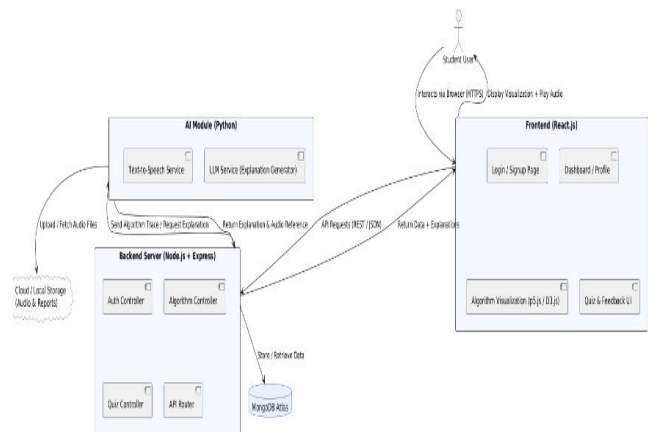 Student User
Interacts via Browser (HTTPS)
Display Visualization + Play Audio
AI Module (Python)
Text-to-Speech Service
LLM Service (Explanation Generator)
Frontend (React.js)
Login / Signup Page
Dashboard / Profile
Upload / Fetch Audio Files
Send Algorithm Trace / Request Explanation
Return Explanation & Audio Reference
API Requests (REST / JSON)
Return Data + Explanations
Backend Server (Node.js + Express)
Cloud / Local Storage
(Audio & Reports)
Auth Controller
Algorithm Controller
Algorithm Visualization (p5.js / D3.js)
Quiz & Feedback UI
Store / Retrieve Data
Quiz Controller
API Router
MongoDB Atlas